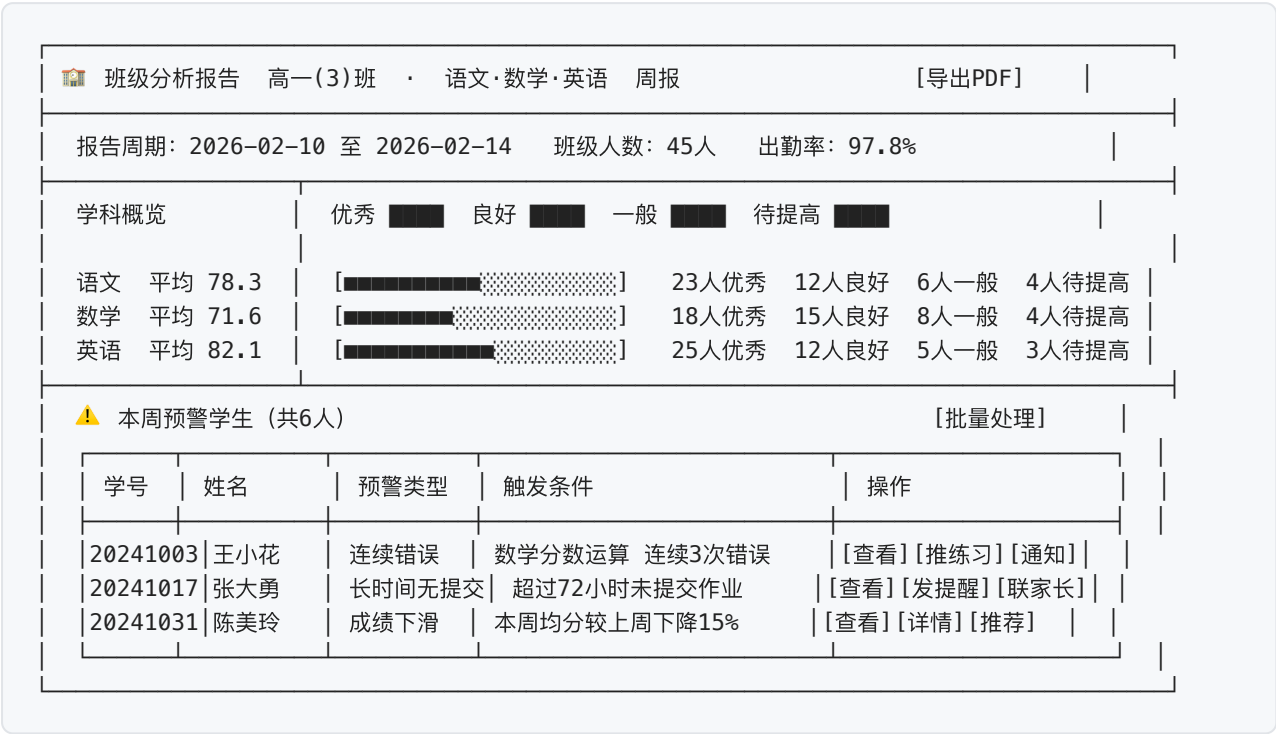 🏫 班级分析报告 高一(3)班 · 语文·数学·英语 周报 [导出PDF]
报告周期: 2026-02-10 至 2026-02-14 班级人数: 45人 出勤率: 97.8%
学科概览 优秀 ████ 良好 ████ 一般 ████ 待提高 ████
语文 平均 78.3 [■■■■■■■■■■░░░░░░░░░░] 23人优秀 12人良好 6人一般 4人待提高
数学 平均 71.6 [■■■■■■■■░░░░░░░░░░░░] 18人优秀 15人良好 8人一般 4人待提高
英语 平均 82.1 [■■■■■■■■■■■░░░░░░░░░] 25人优秀 12人良好 5人一般 3人待提高
⚠️ 本周预警学生 (共6人) [批量处理]
学号 姓名 预警类型 触发条件 操作
20241003 王小花 连续错误 数学分数运算 连续3次错误 [查看][推练习][通知]
20241017 张大勇 长时间无提交 超过72小时未提交作业 [查看][发提醒][联家长]
20241031 陈美玲 成绩下滑 本周均分较上周下降15% [查看][详情][推荐]